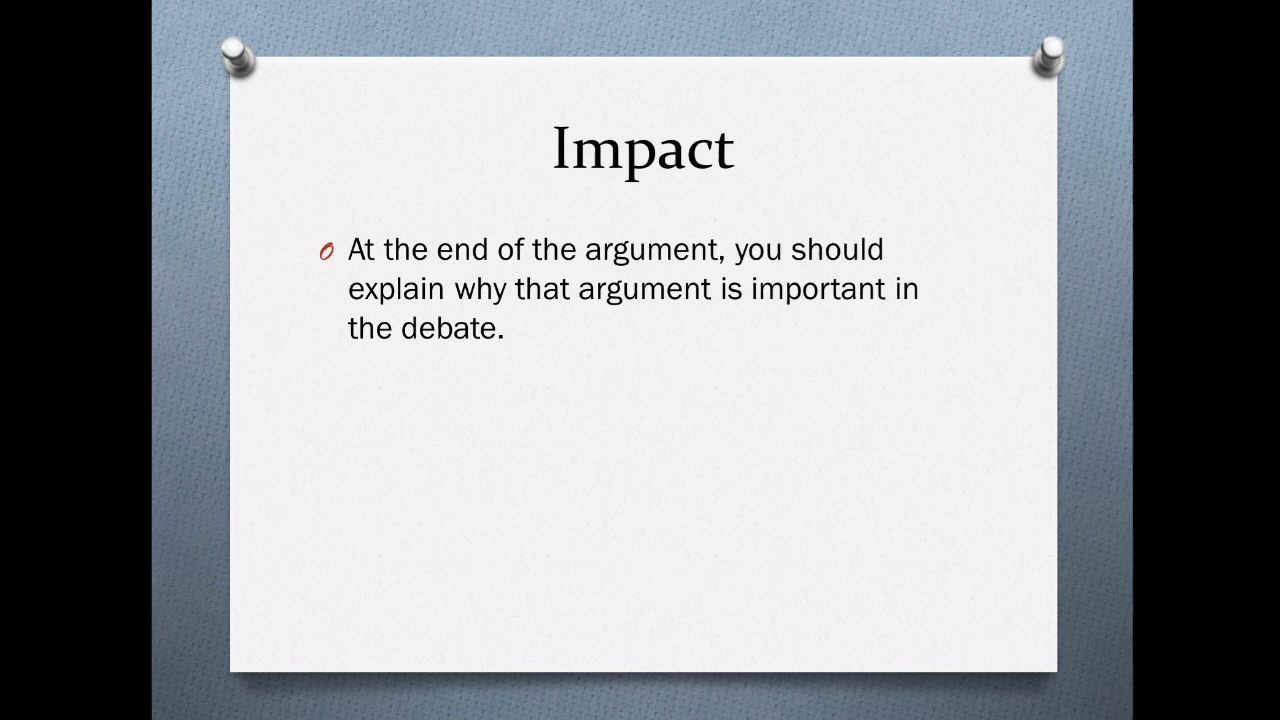 Impact
At the end of the argument, you should
explain why that argument is important in
the debate.